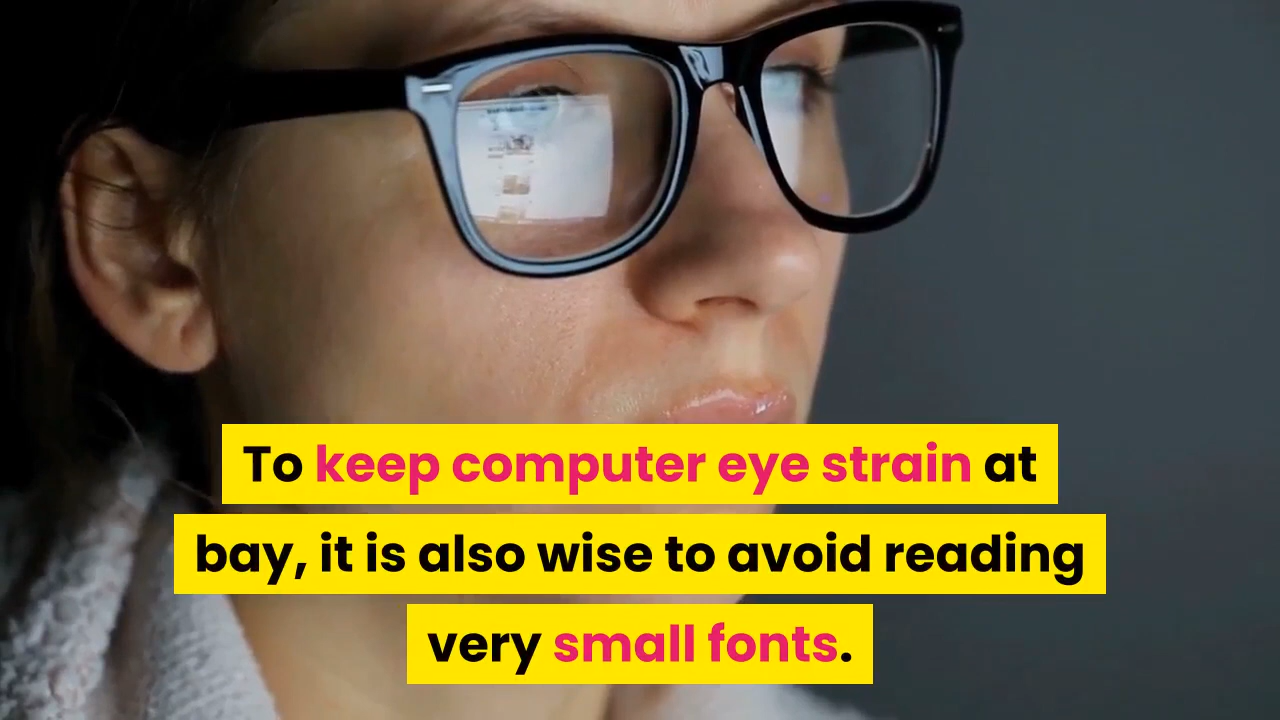 To keep computer eye strain at
bay, it is also wise to avoid reading
very small fonts.